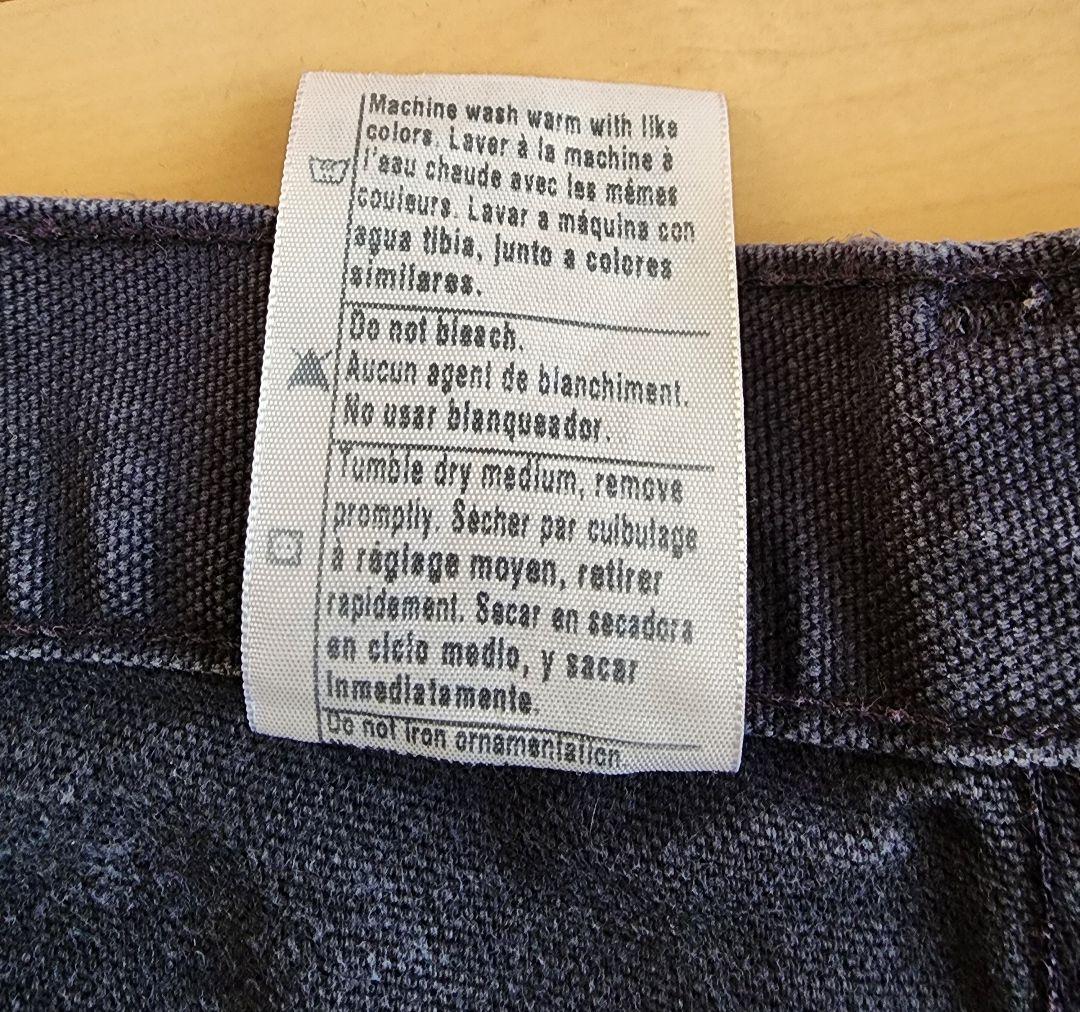 Machine wash warm with like
colors. Laver à la machine à
l'eau chaude avec les mêmes
couleurs. Lavar a máquina con
agua tibia, junto a colores
similares.
Do not bleach.
Aucun agent de blanchiment.
No usar blanqueador.
Tumble dry medium, remove
promptly. Sécher par culbutage
à réglage moyen, retirer
rapidement. Secar en secadora
en ciclo medio, y sacar
inmediatamente.
Do not iron ornamentation